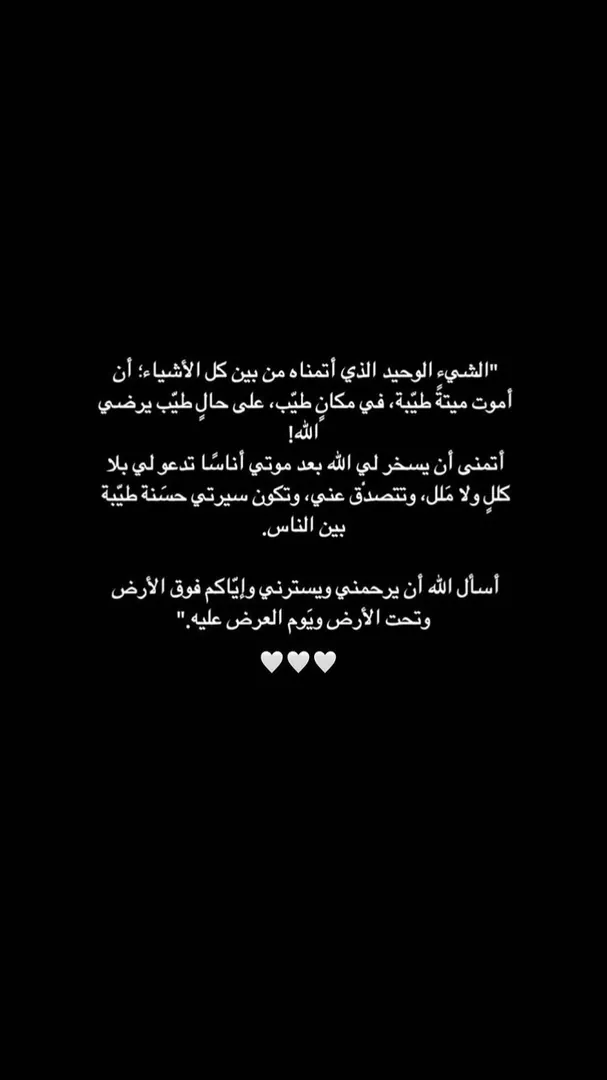 "الشيء الوحيد الذي أتمناه من بين كل الأشياء؛ أن
أموت ميتةً طيّبة، في مكانٍ طيّب، على حالٍ طيّب يرضي
الله!
أتمنى أن يسخر لي الله بعد موتي أناسًا تدعو لي بلا
كللٍ ولا مَلل، وتتصدّق عني، وتكون سيرتي حسَنة طيّبة
بين الناس.
أسأل الله أن يرحمني ويسترني وإيّاكم فوق الأرض
وتحت الأرض ويَوم العرض عليه."
🤍🤍🤍